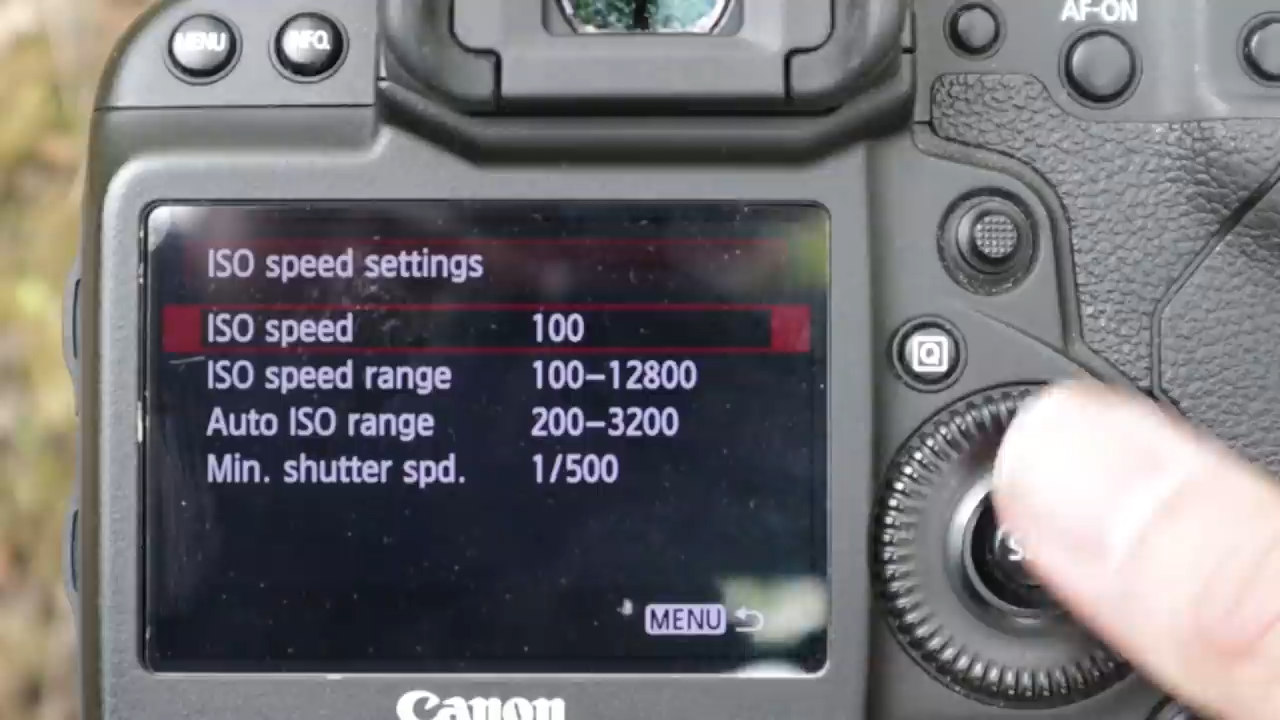 AF-ON
MENU
INFO.
ISO speed settings
ISO speed 100
Q
ISO speed range 100-12800
Auto ISO range 200-3200
Min. shutter spd. 1/500
MENU
Canon